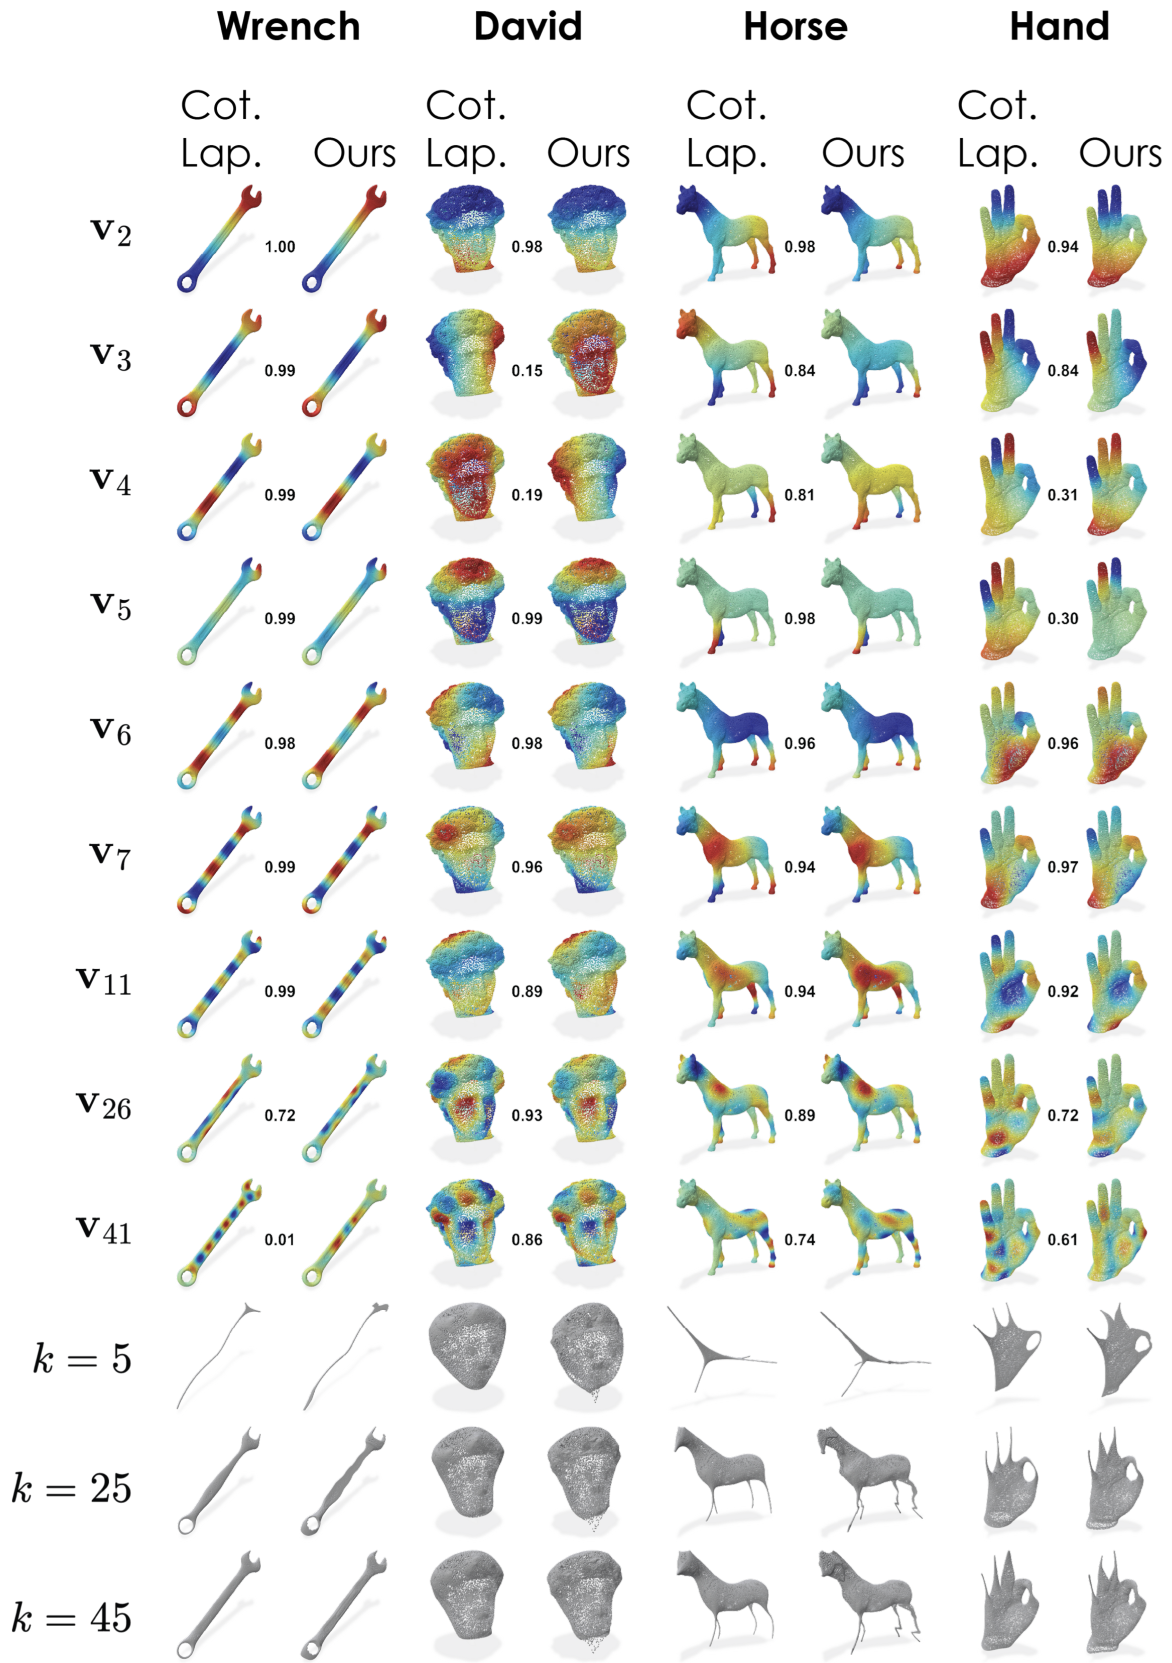 Wrench David Horse Hand
Cot. Cot. Cot. Cot.
Lap. Ours Lap. Ours Lap. Ours Lap. Ours
v2 1.00 0.98 0.98 0.94
v3 0.99 0.15 0.84 0.84
v4 0.99 0.19 0.81 0.31
v5 0.99 0.99 0.98 0.30
v6 0.98 0.98 0.96 0.96
v7 0.99 0.96 0.94 0.97
v11 0.99 0.89 0.94 0.92
v26 0.72 0.93 0.89 0.72
v41 0.01 0.86 0.74 0.61
k = 5
k = 25
k = 45